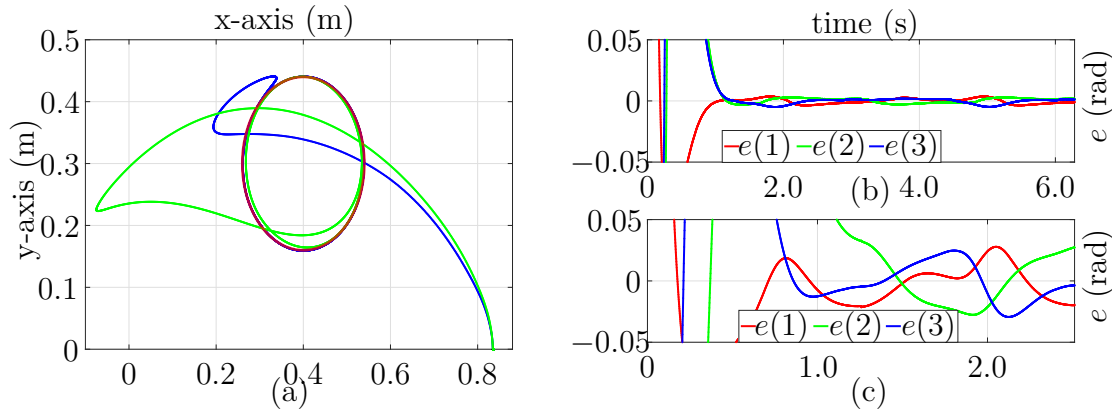 x-axis (m)
0.5
0.4
0.3
0.2
0.1
0
y-axis (m)
0 0.2 0.4 0.6 0.8
(a)
time (s)
0.05
0
−0.05
e (rad)
e(1) e(2) e(3)
0 2.0 4.0 6.0
(b)
0.05
0
−0.05
e (rad)
e(1) e(2) e(3)
0 1.0 2.0
(c)